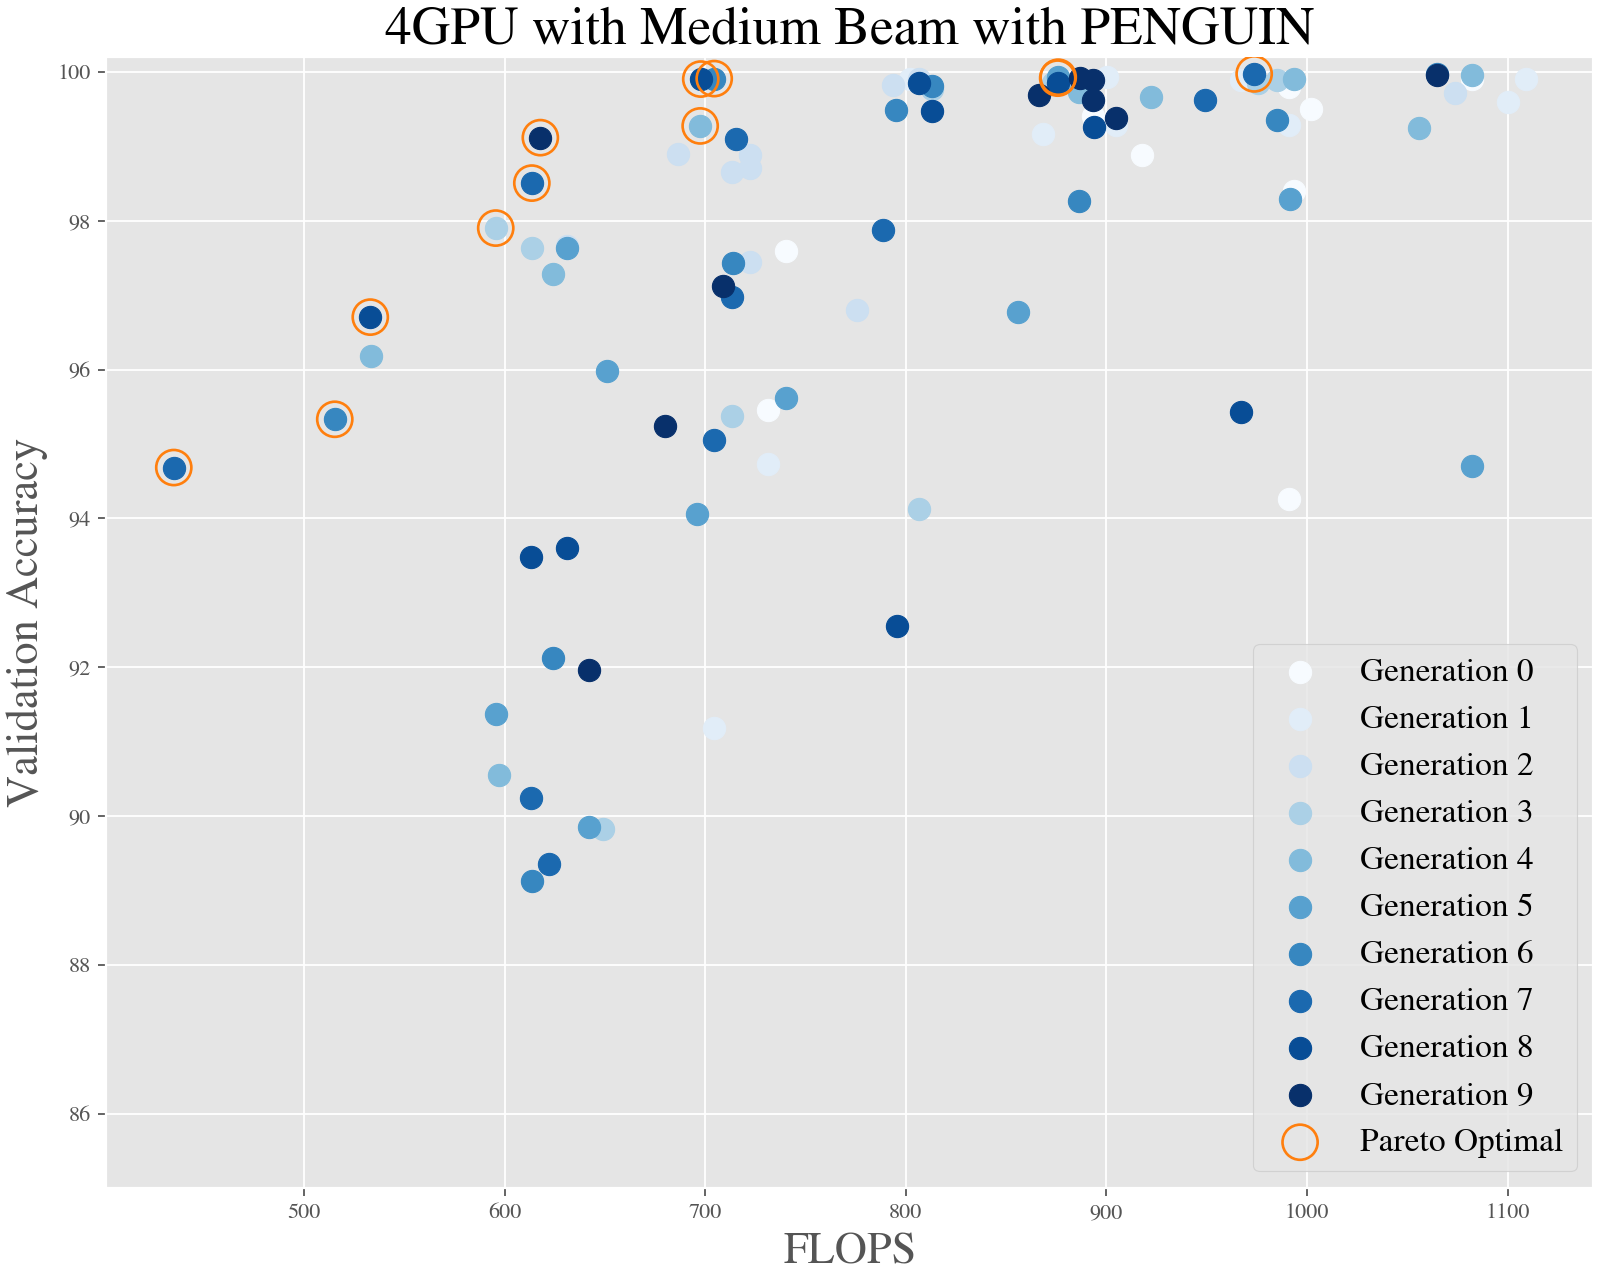 4GPU with Medium Beam with PENGUIN
100
98
96
94
92
90
88
86
Validation Accuracy
500
600
700
800
900
1000
1100
FLOPS
Generation 0
Generation 1
Generation 2
Generation 3
Generation 4
Generation 5
Generation 6
Generation 7
Generation 8
Generation 9
Pareto Optimal